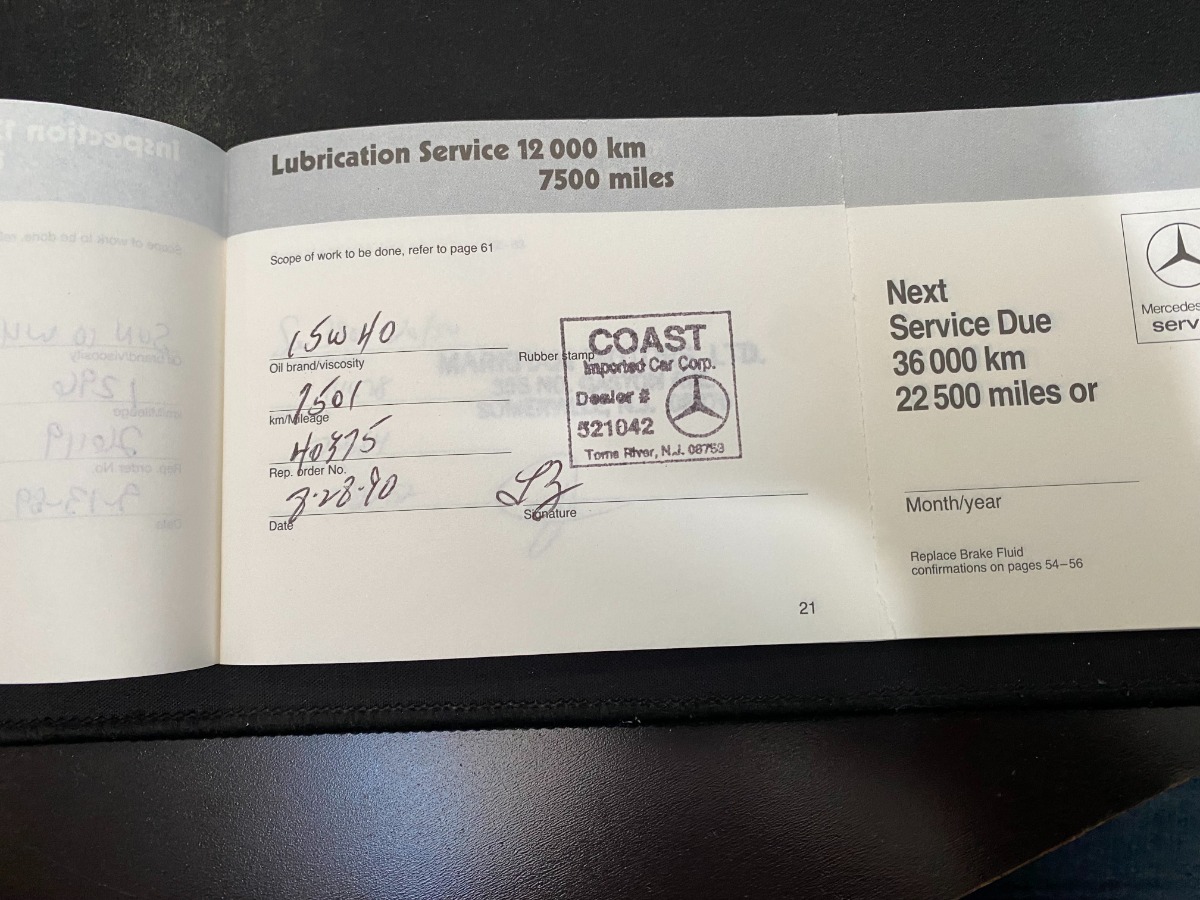 Lubrication Service 12 000 km
7500 miles
Scope of work to be done, refer to page 61
15W40
Oil brand/viscosity
7501
km/Mileage
40375
Rep. order No.
3-28-90
Date
Rubber stamp
COAST
Imported Car Corp.
Dealer #
521042
Toms River, N.J. 08753
Signature
21
Next
Service Due
36 000 km
22 500 miles or
Month/year
Replace Brake Fluid
confirmations on pages 54–56
Mercedes
serv